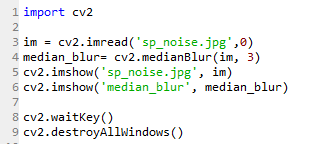 1 import cv2
2
3 im = cv2.imread('sp_noise.jpg',0)
4 median_blur= cv2.medianBlur(im, 3)
5 cv2.imshow('sp_noise.jpg', im)
6 cv2.imshow('median_blur', median_blur)
7
8 cv2.waitKey()
9 cv2.destroyAllWindows()